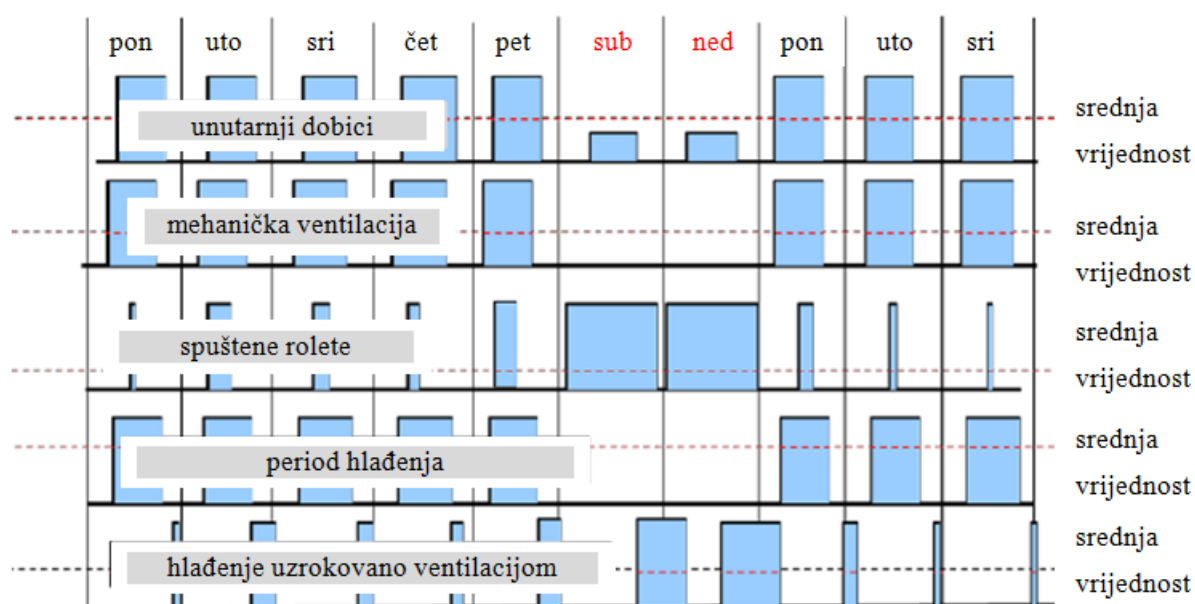 pon uto sri čet pet sub ned pon uto sri
unutarnji dobici
srednja
vrijednost
mehanička ventilacija
srednja
vrijednost
spuštene rolete
srednja
vrijednost
period hlađenja
srednja
vrijednost
hlađenje uzrokovano ventilacijom
srednja
vrijednost